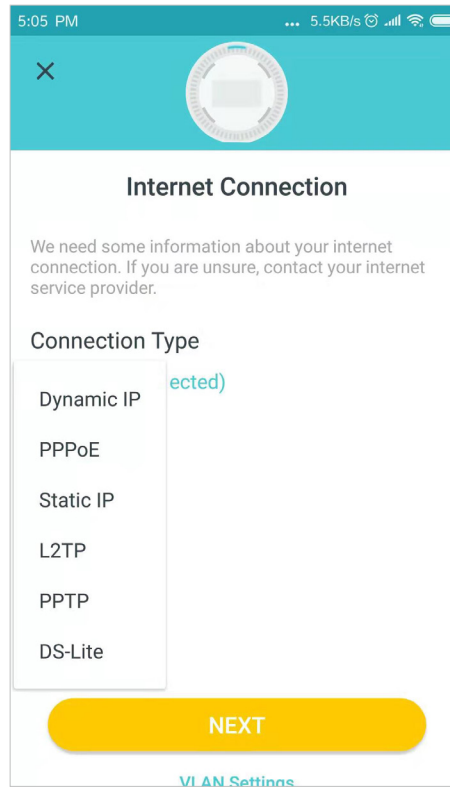 5:05 PM
... 5.5KB/s
Internet Connection
We need some information about your internet
connection. If you are unsure, contact your internet
service provider.
Connection Type
ected)
Dynamic IP
PPPoE
Static IP
L2TP
PPTP
DS-Lite
NEXT
VLAN Settings